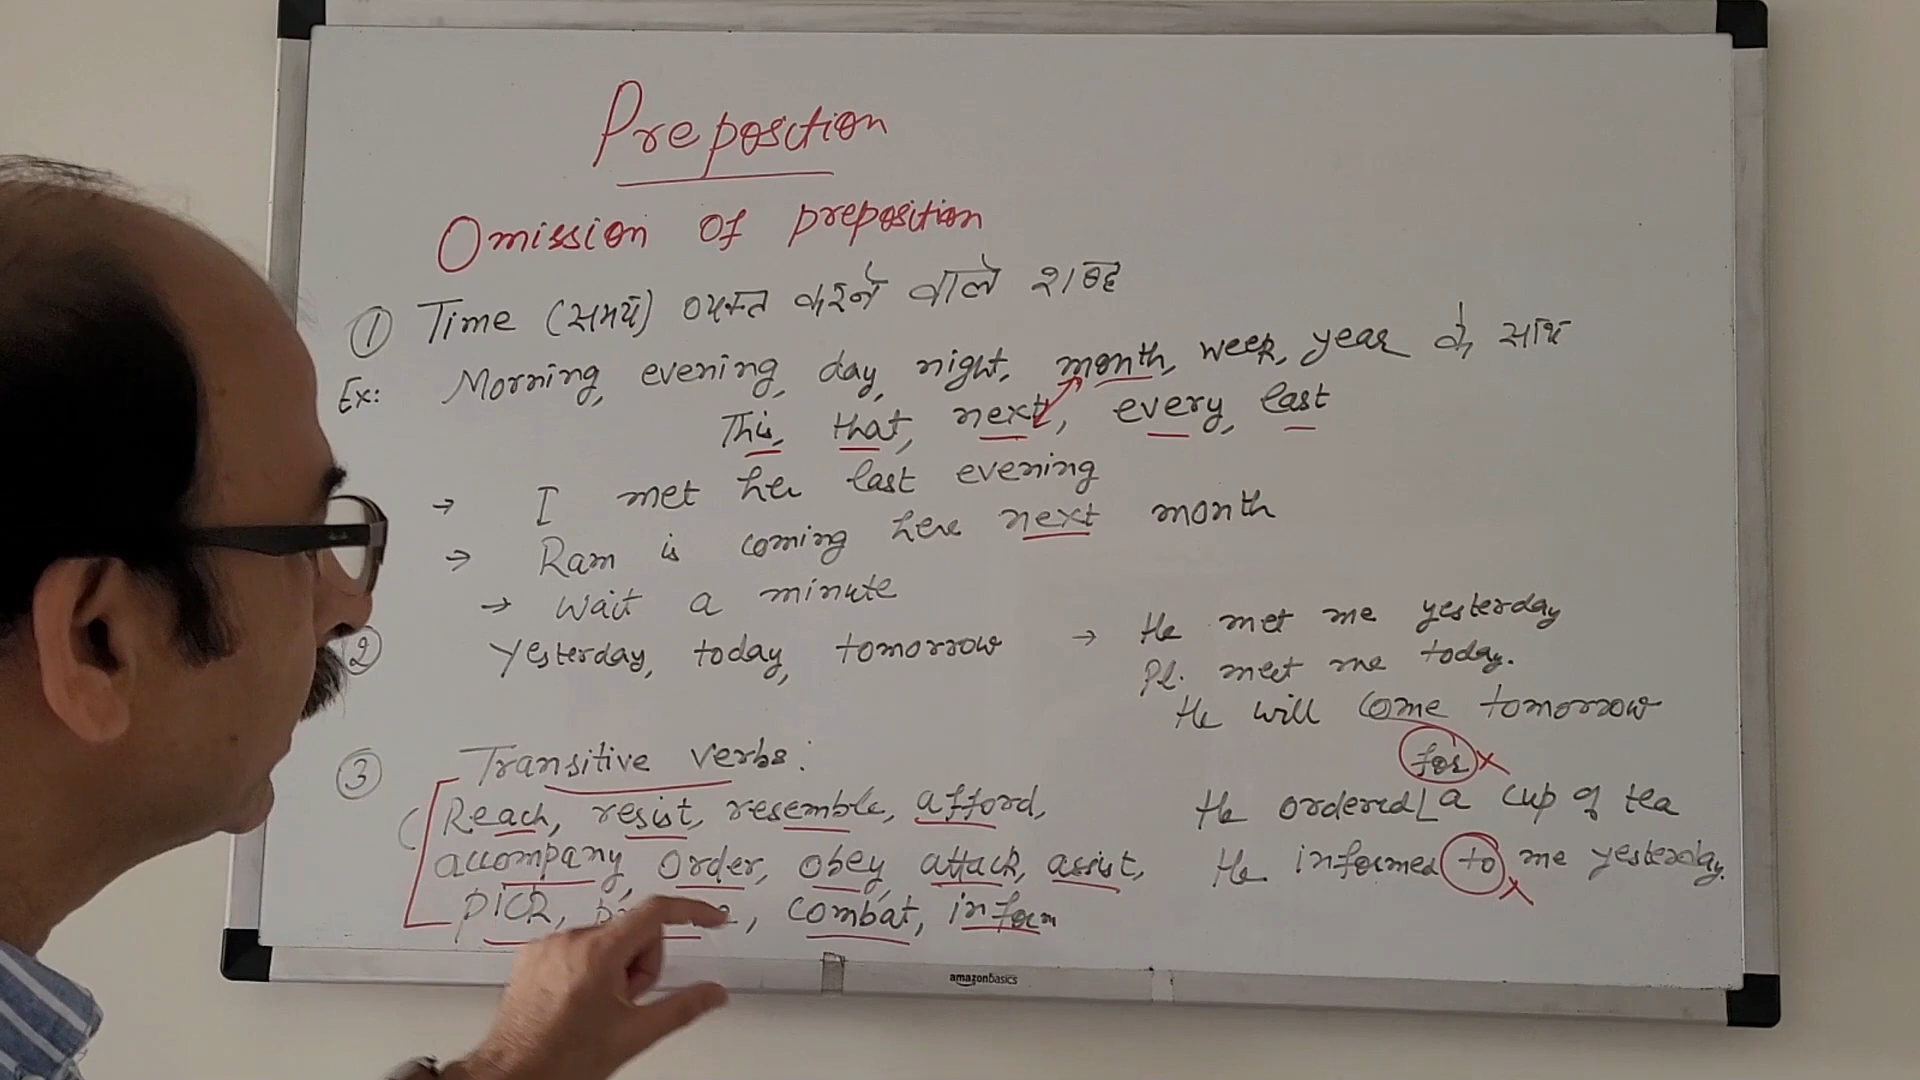 Preposition
Omission of preposition
① Time (समय) व्यक्त करने वाले शब्द
Ex: Morning, evening, day, night, month, week, year के साथ
This, that, next, every, last
→ I met her last evening
→ Ram is coming here next month
→ Wait a minute
② Yesterday, today, tomorrow → He met me yesterday
Pl. meet me today.
He will come tomorrow
③ Transitive verbs:
for ×
(Reach, resist, resemble, afford,
He ordered a cup of tea
accompany, order, obey, attack, assist,
He informed to × me yesterday.
pick, combat, inform
amazonbasics